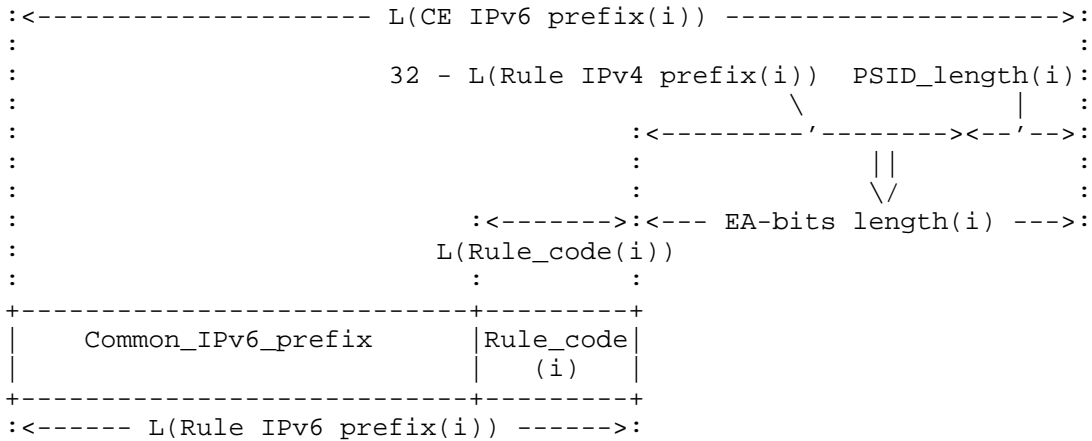 :<--------------------- L(CE IPv6 prefix(i)) --------------------->:
:                                                                  :
:                       32 - L(Rule IPv4 prefix(i))  PSID_length(i):
:                                                \             |   :
:                                      :<---------'--------><--'-->:
:                                      :              ||           :
:                                      :              \/           :
:                            :<------->:<--- EA-bits length(i) --->:
:                          L(Rule_code(i))
:                            :         :
+----------------------------+---------+
|    Common_IPv6_prefix      |Rule_code|
|                            |   (i)   |
+----------------------------+---------+
:<------ L(Rule IPv6 prefix(i)) ------>: